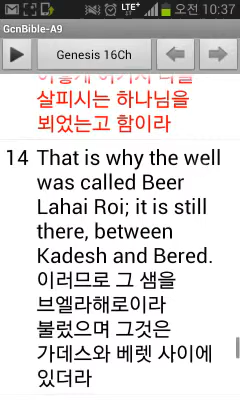 LTE 오전 10:37
GcnBible-A9
Genesis 16Ch
살피시는 하나님을
뵈었는고 함이라
14 That is why the well
was called Beer
Lahai Roi; it is still
there, between
Kadesh and Bered.
이러므로 그 샘을
브엘라해로이라
불렀으며 그것은
가데스와 베렛 사이에
있더라